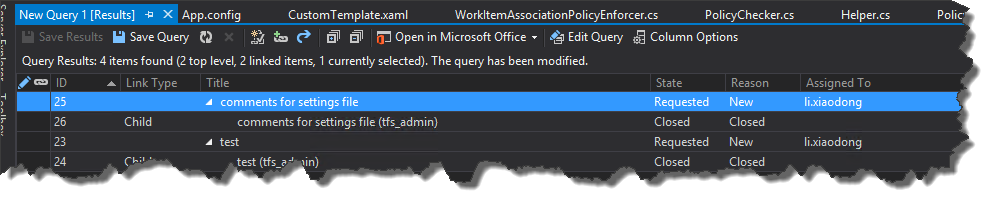 New Query 1 [Results] App.config CustomTemplate.xaml WorkItemAssociationPolicyEnforcer.cs PolicyChecker.cs Helper.cs
Save Results Save Query Open in Microsoft Office Edit Query Column Options
Query Results: 4 items found (2 top level, 2 linked items, 1 currently selected). The query has been modified.
ID Link Type Title State Reason Assigned To
25 comments for settings file Requested New li.xiaodong
26 Child comments for settings file (tfs_admin) Closed Closed
23 test Requested New li.xiaodong
24 Child test (tfs_admin) Closed Closed